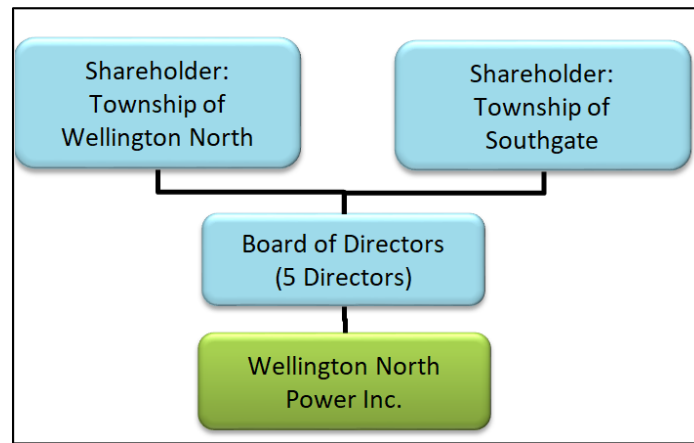 Shareholder:
Township of
Wellington North
Shareholder:
Township of
Southgate
Board of Directors
(5 Directors)
Wellington North
Power Inc.